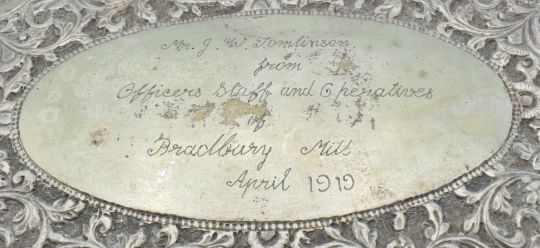 Mr. J. W. Tomlinson
from
Officers Staff and Operatives
of
Bradbury Mill
April 1919